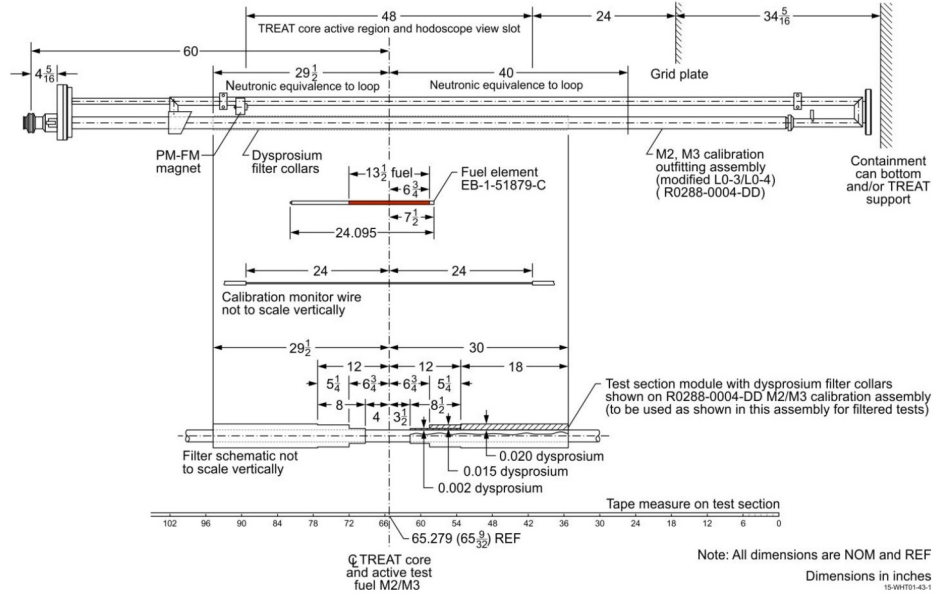 48
24
34 5/16
TREAT core active region and hodoscope view slot
60
4 5/16
29 1/2
40
Neutronic equivalence to loop
Neutronic equivalence to loop
Grid plate
PM-FM
magnet
Dysprosium
filter collars
13 1/2 fuel
6 3/4
Fuel element
EB-1-51879-C
M2, M3 calibration
outfitting assembly
(modified L0-3/L0-4)
( R0288-0004-DD)
Containment
can bottom
and/or TREAT
support
7 1/2
24.095
24
24
Calibration monitor wire
not to scale vertically
29 1/2
30
12
12
18
5 1/4
6 3/4
6 3/4
5 1/4
8
4
3 1/2
8 1/2
Test section module with dysprosium filter collars
shown on R0288-0004-DD M2/M3 calibration assembly
(to be used as shown in this assembly for filtered tests)
Filter schematic not
to scale vertically
0.020 dysprosium
0.015 dysprosium
0.002 dysprosium
Tape measure on test section
102 96 90 84 78 72 66 60 54 48 42 36 30 24 18 12 6 0
65.279 (65 9/32) REF
℄ TREAT core
and active test
fuel M2/M3
Note: All dimensions are NOM and REF
Dimensions in inches
15-WHT01-43-1